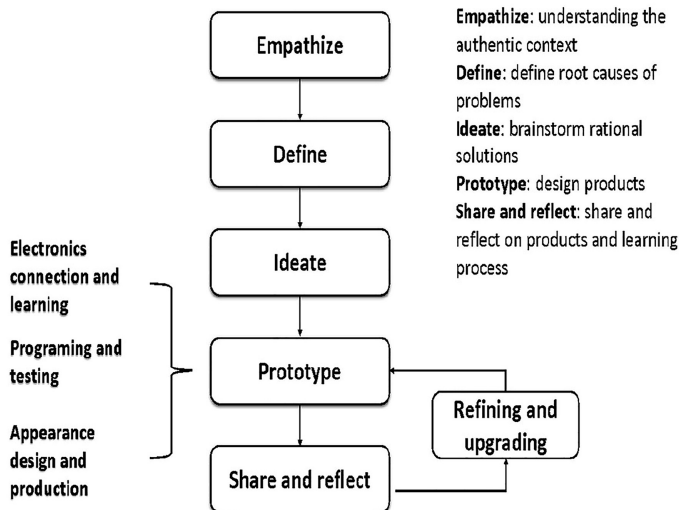 Empathize
Define
Ideate
Prototype
Share and reflect
Refining and
upgrading
Electronics
connection and
learning
Programing and
testing
Appearance
design and
production
Empathize: understanding the
authentic context
Define: define root causes of
problems
Ideate: brainstorm rational
solutions
Prototype: design products
Share and reflect: share and
reflect on products and learning
process